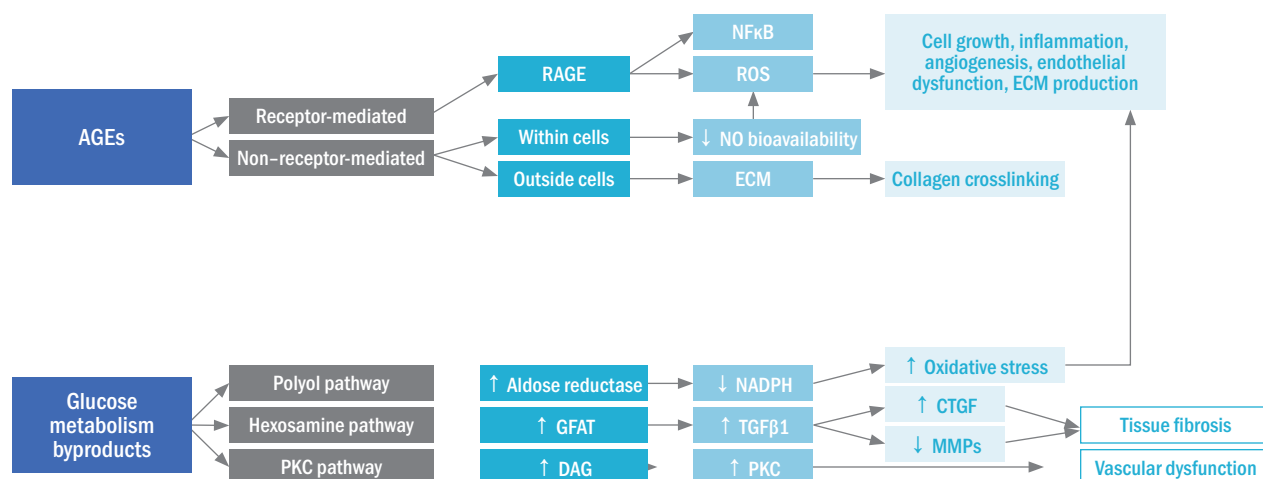 AGEs
Receptor-mediated
Non–receptor-mediated
RAGE
Within cells
Outside cells
NFκB
ROS
↓ NO bioavailability
ECM
Cell growth, inflammation,
angiogenesis, endothelial
dysfunction, ECM production
Collagen crosslinking
Glucose
metabolism
byproducts
Polyol pathway
Hexosamine pathway
PKC pathway
↑ Aldose reductase
↑ GFAT
↑ DAG
↓ NADPH
↑ TGFβ1
↑ PKC
↑ Oxidative stress
↑ CTGF
↓ MMPs
Tissue fibrosis
Vascular dysfunction